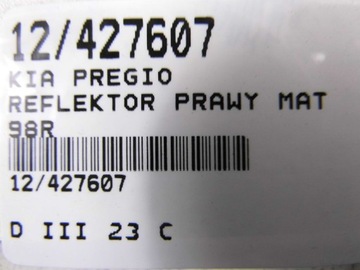 12/427607
KIA PREGIO
REFLEKTOR PRAWY MAT
98R
12/427607
D III 23 C